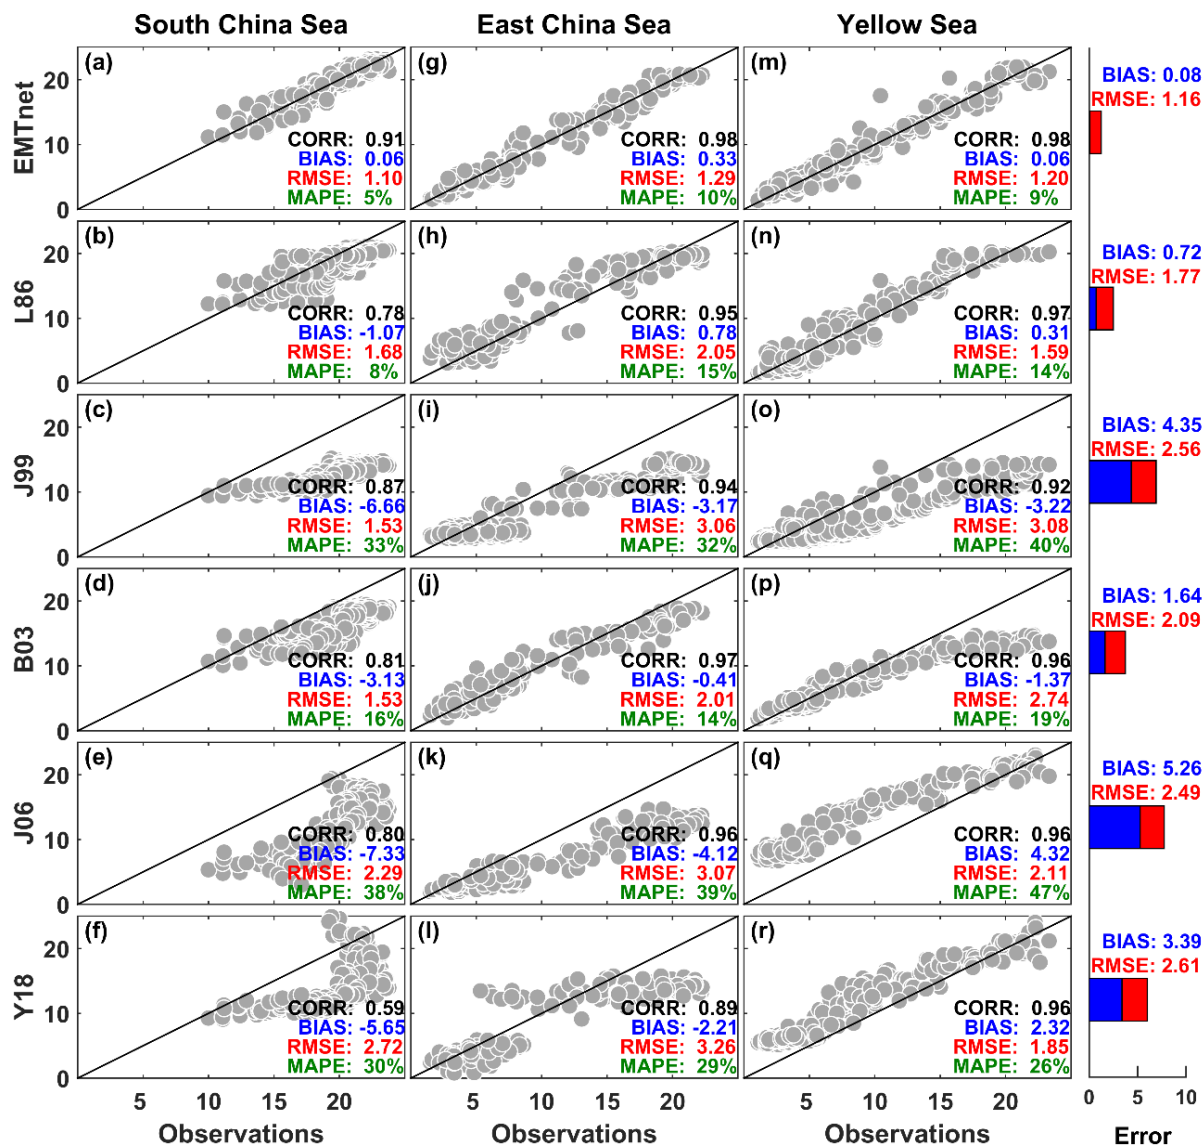 South China Sea East China Sea Yellow Sea
EMTnet
20
10
0
(a)
CORR: 0.91
BIAS: 0.06
RMSE: 1.10
MAPE: 5%
(g)
CORR: 0.98
BIAS: 0.33
RMSE: 1.29
MAPE: 10%
(m)
CORR: 0.98
BIAS: 0.06
RMSE: 1.20
MAPE: 9%
BIAS: 0.08
RMSE: 1.16
L86
20
10
0
(b)
CORR: 0.78
BIAS: -1.07
RMSE: 1.68
MAPE: 8%
(h)
CORR: 0.95
BIAS: 0.78
RMSE: 2.05
MAPE: 15%
(n)
CORR: 0.97
BIAS: 0.31
RMSE: 1.59
MAPE: 14%
BIAS: 0.72
RMSE: 1.77
J99
20
10
0
(c)
CORR: 0.87
BIAS: -6.66
RMSE: 1.53
MAPE: 33%
(i)
CORR: 0.94
BIAS: -3.17
RMSE: 3.06
MAPE: 32%
(o)
CORR: 0.92
BIAS: -3.22
RMSE: 3.08
MAPE: 40%
BIAS: 4.35
RMSE: 2.56
B03
20
10
0
(d)
CORR: 0.81
BIAS: -3.13
RMSE: 1.53
MAPE: 16%
(j)
CORR: 0.97
BIAS: -0.41
RMSE: 2.01
MAPE: 14%
(p)
CORR: 0.96
BIAS: -1.37
RMSE: 2.74
MAPE: 19%
BIAS: 1.64
RMSE: 2.09
J06
20
10
0
(e)
CORR: 0.80
BIAS: -7.33
RMSE: 2.29
MAPE: 38%
(k)
CORR: 0.96
BIAS: -4.12
RMSE: 3.07
MAPE: 39%
(q)
CORR: 0.96
BIAS: 4.32
RMSE: 2.11
MAPE: 47%
BIAS: 5.26
RMSE: 2.49
Y18
20
10
0
(f)
CORR: 0.59
BIAS: -5.65
RMSE: 2.72
MAPE: 30%
(l)
CORR: 0.89
BIAS: -2.21
RMSE: 3.26
MAPE: 29%
(r)
CORR: 0.96
BIAS: 2.32
RMSE: 1.85
MAPE: 26%
BIAS: 3.39
RMSE: 2.61
5 10 15 20 5 10 15 20 5 10 15 20 0 5 10
Observations Observations Observations Error